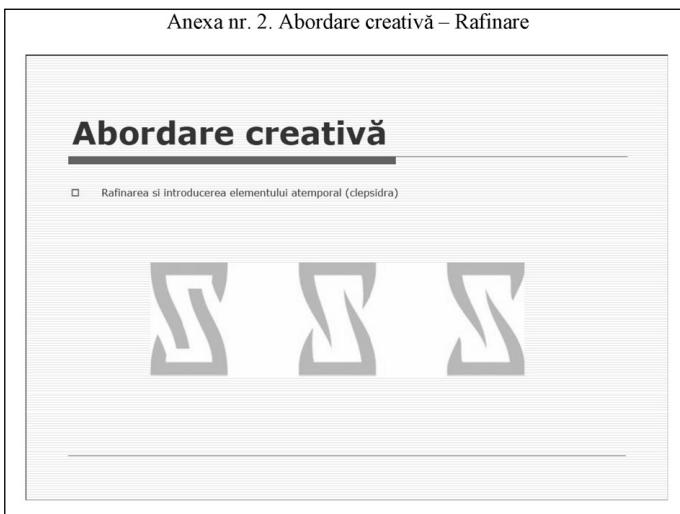 Anexa nr. 2. Abordare creativă – Rafinare
Abordare creativă
Rafinarea si introducerea elementului atemporal (clepsidra)